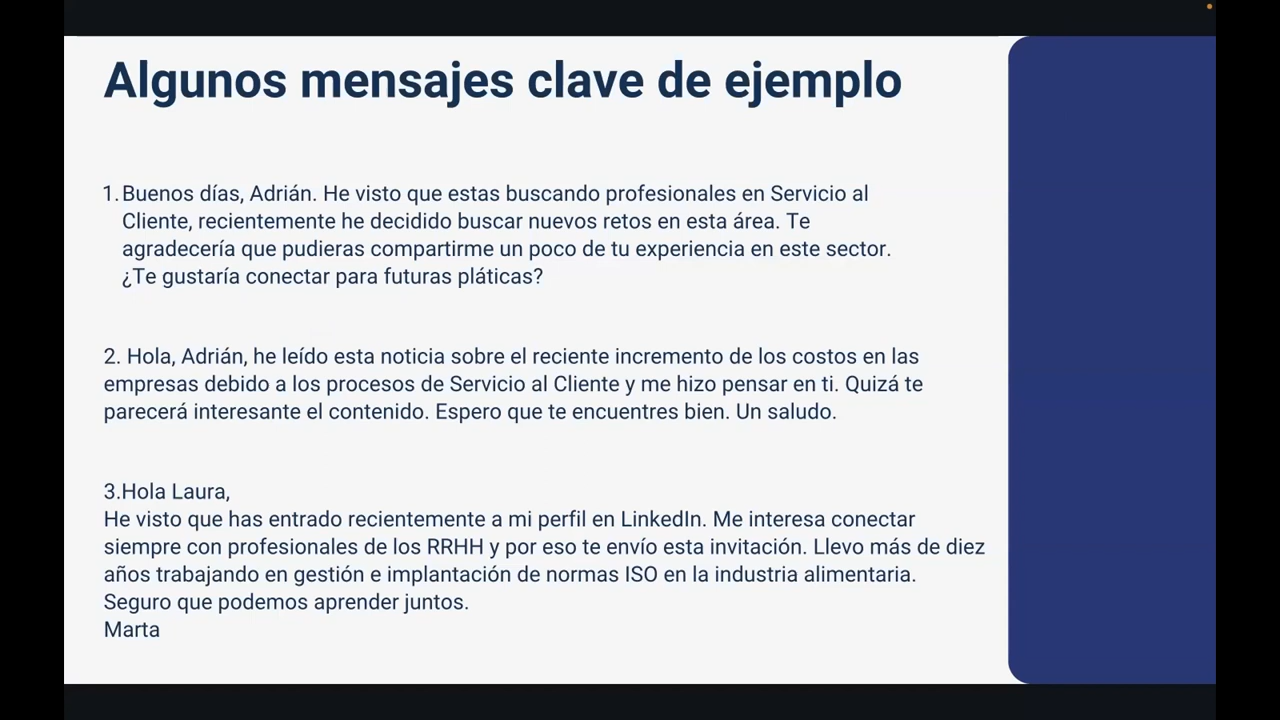 Algunos mensajes clave de ejemplo
1. Buenos días, Adrián. He visto que estas buscando profesionales en Servicio al
Cliente, recientemente he decidido buscar nuevos retos en esta área. Te
agradecería que pudieras compartirme un poco de tu experiencia en este sector.
¿Te gustaría conectar para futuras pláticas?
2. Hola, Adrián, he leído esta noticia sobre el reciente incremento de los costos en las
empresas debido a los procesos de Servicio al Cliente y me hizo pensar en ti. Quizá te
parecerá interesante el contenido. Espero que te encuentres bien. Un saludo.
3.Hola Laura,
He visto que has entrado recientemente a mi perfil en LinkedIn. Me interesa conectar
siempre con profesionales de los RRHH y por eso te envío esta invitación. Llevo más de diez
años trabajando en gestión e implantación de normas ISO en la industria alimentaria.
Seguro que podemos aprender juntos.
Marta